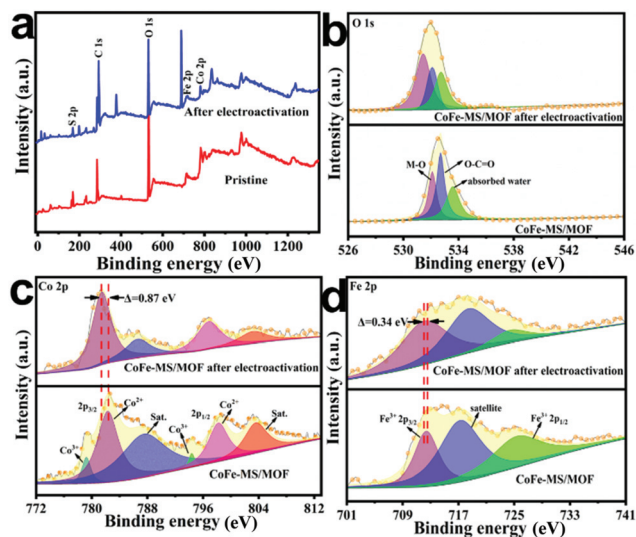 a
Intensity (a.u.)
S 2p
C 1s
O 1s
Fe 2p
Co 2p
After electroactivation
Pristine
0 200 400 600 800 1000 1200
Binding energy (eV)
b
O 1s
Intensity (a.u.)
CoFe-MS/MOF after electroactivation
M-O
O-C=O
absorbed water
CoFe-MS/MOF
526 530 534 538 542 546
Binding energy (eV)
c
Co 2p
Intensity (a.u.)
Δ=0.87 eV
CoFe-MS/MOF after electroactivation
Co³⁺
2p3/2
Co²⁺
Sat.
Co³⁺
2p1/2
Co²⁺
Sat.
CoFe-MS/MOF
772 780 788 796 804 813
Binding energy (eV)
d
Fe 2p
Intensity (a.u.)
Δ=0.34 eV
CoFe-MS/MOF after electroactivation
Fe³⁺ 2p3/2
satellite
Fe³⁺ 2p1/2
CoFe-MS/MOF
701 709 717 725 733 741
Binding energy (eV)